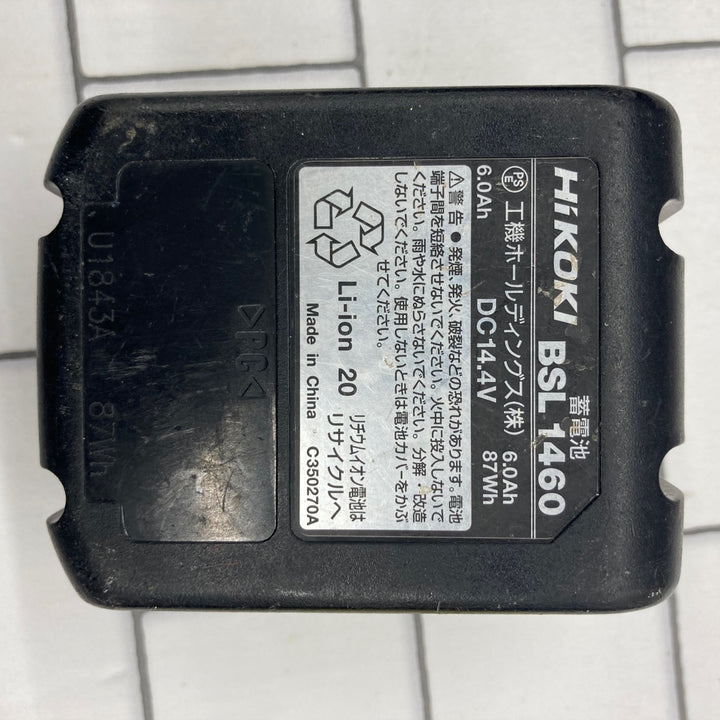 HiKOKI 蓄電池
BSL 1460
PSE 工機ホールディングス(株) 6.0Ah
6.0Ah DC14.4V 87Wh
⚠警告 ●発煙、発火、破裂などの恐れがあります。電池
端子間を短絡させないでください。火中に投入しないで
ください。雨や水にぬらさないでください。分解・改造
しないでください。使用しないときは電池カバーをかぶ
せてください。
Li-ion 20 リチウムイオン電池は
リサイクルへ
Made in China C350270A
>PC<
U1843A 87Wh